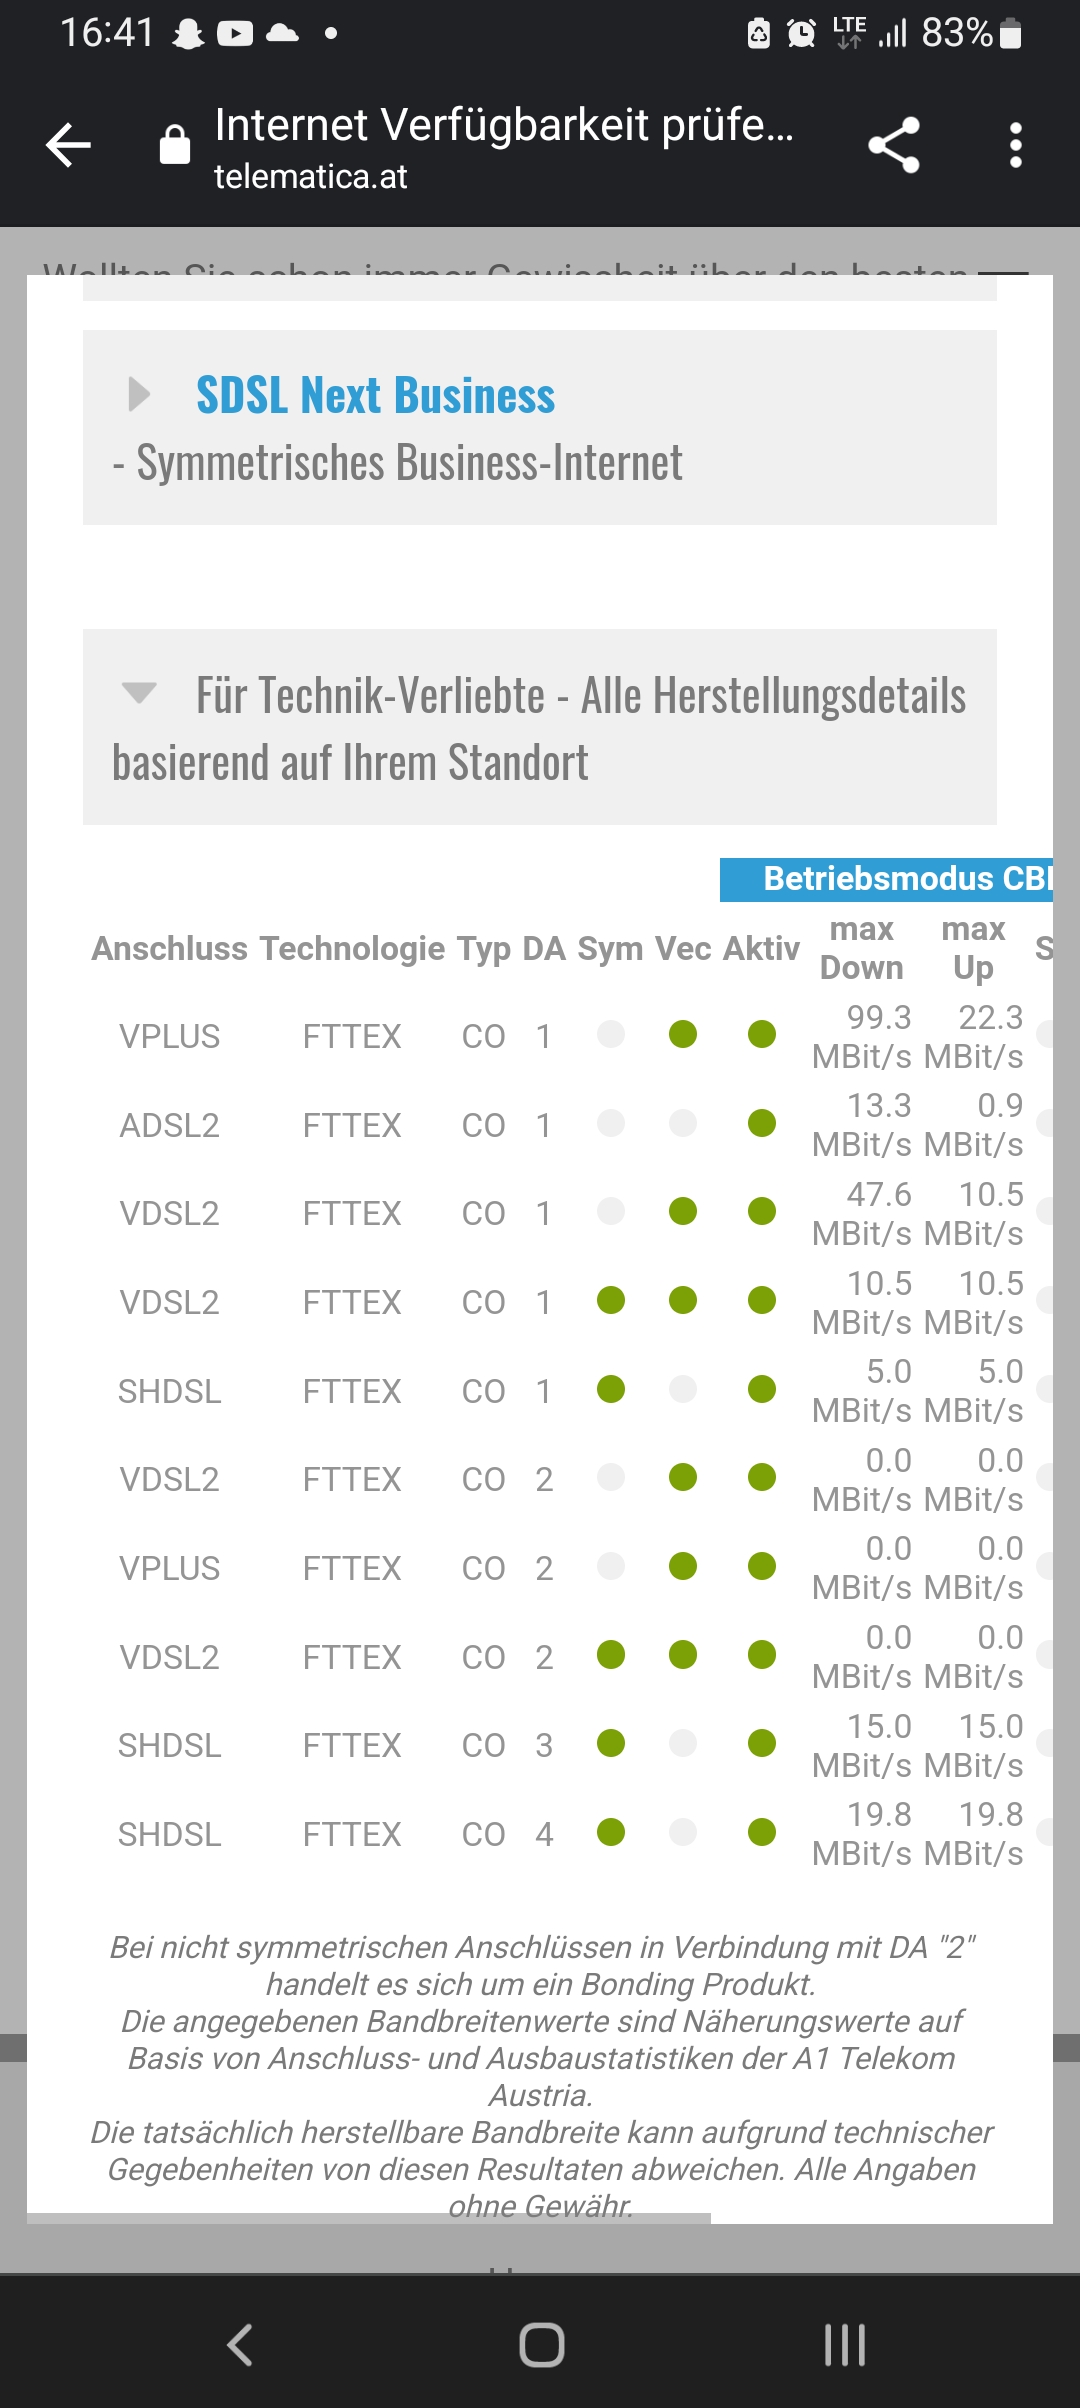 16:41
LTE
83%
Internet Verfügbarkeit prüfe...
telematica.at
Wollten Sie schon immer Gewissheit über den besten
SDSL Next Business
- Symmetrisches Business-Internet
Für Technik-Verliebte - Alle Herstellungsdetails
basierend auf Ihrem Standort
Betriebsmodus
Anschluss Technologie Typ DA Sym Vec Aktiv max Down max Up S
VPLUS FTTEX CO 1 99.3 MBit/s 22.3 MBit/s
ADSL2 FTTEX CO 1 13.3 MBit/s 0.9 MBit/s
VDSL2 FTTEX CO 1 47.6 MBit/s 10.5 MBit/s
VDSL2 FTTEX CO 1 10.5 MBit/s 10.5 MBit/s
SHDSL FTTEX CO 1 5.0 MBit/s 5.0 MBit/s
VDSL2 FTTEX CO 2 0.0 MBit/s 0.0 MBit/s
VPLUS FTTEX CO 2 0.0 MBit/s 0.0 MBit/s
VDSL2 FTTEX CO 2 0.0 MBit/s 0.0 MBit/s
SHDSL FTTEX CO 3 15.0 MBit/s 15.0 MBit/s
SHDSL FTTEX CO 4 19.8 MBit/s 19.8 MBit/s
Bei nicht symmetrischen Anschlüssen in Verbindung mit DA "2"
handelt es sich um ein Bonding Produkt.
Die angegebenen Bandbreitenwerte sind Näherungswerte auf
Basis von Anschluss- und Ausbaustatistiken der A1 Telekom
Austria.
Die tatsächlich herstellbare Bandbreite kann aufgrund technischer
Gegebenheiten von diesen Resultaten abweichen. Alle Angaben
ohne Gewähr.